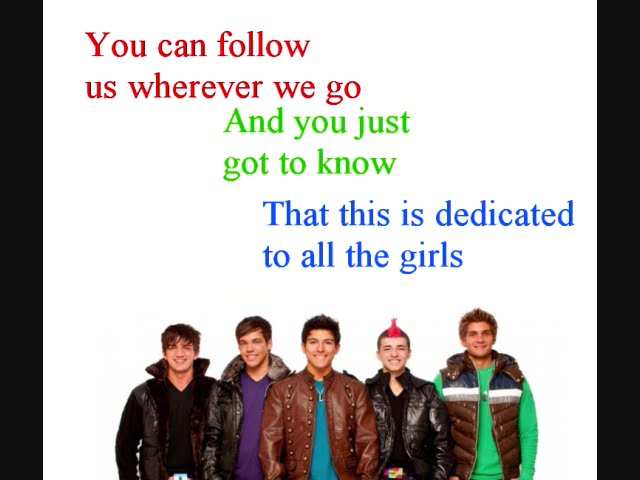 You can follow
us wherever we go
And you just
got to know
That this is dedicated
to all the girls